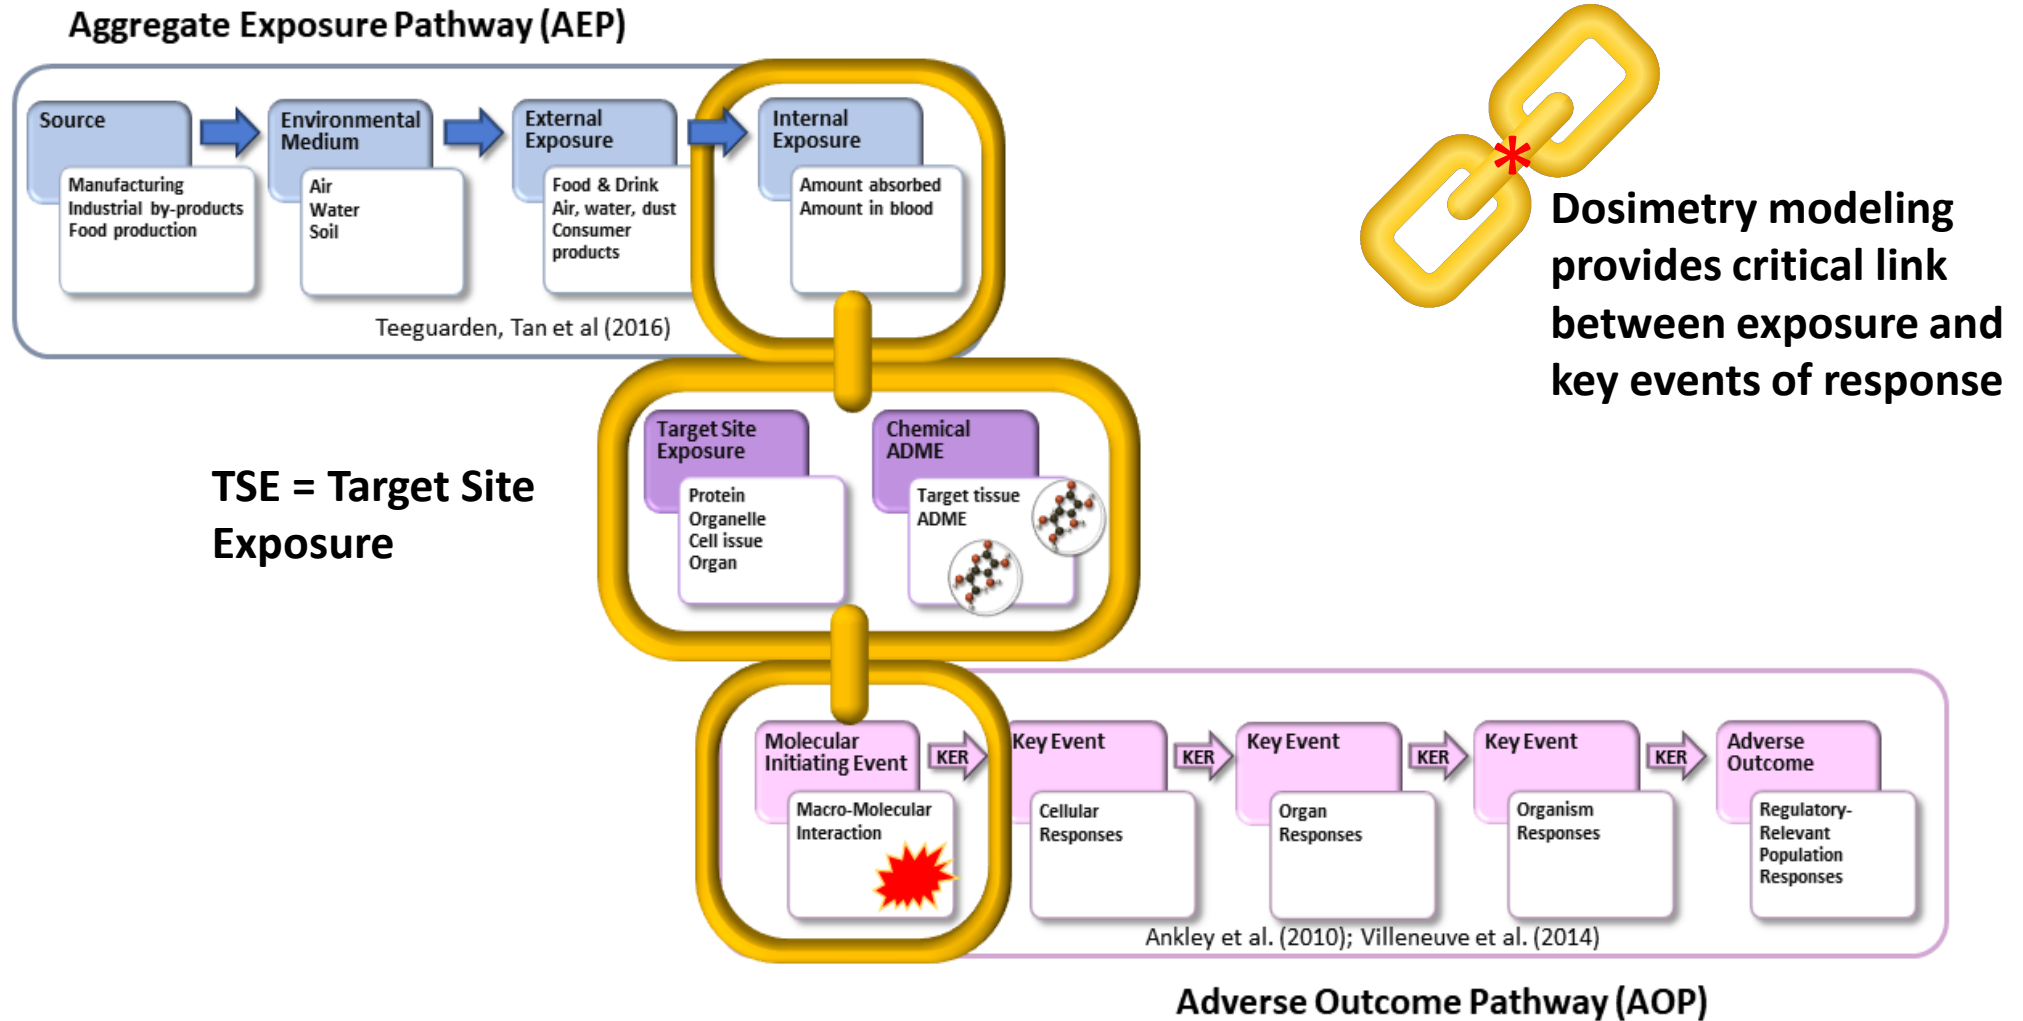 Aggregate Exposure Pathway (AEP)
Source
Manufacturing
Industrial by-products
Food production
Environmental
Medium
Air
Water
Soil
External
Exposure
Food & Drink
Air, water, dust
Consumer
products
Internal
Exposure
Amount absorbed
Amount in blood
Teeguarden, Tan et al (2016)
*
Dosimetry modeling
provides critical link
between exposure and
key events of response
TSE = Target Site
Exposure
Target Site
Exposure
Protein
Organelle
Cell issue
Organ
Chemical
ADME
Target tissue
ADME
Molecular
Initiating Event
Macro-Molecular
Interaction
KER
Key Event
Cellular
Responses
KER
Key Event
Organ
Responses
KER
Key Event
Organism
Responses
KER
Adverse
Outcome
Regulatory-
Relevant
Population
Responses
Ankley et al. (2010); Villeneuve et al. (2014)
Adverse Outcome Pathway (AOP)